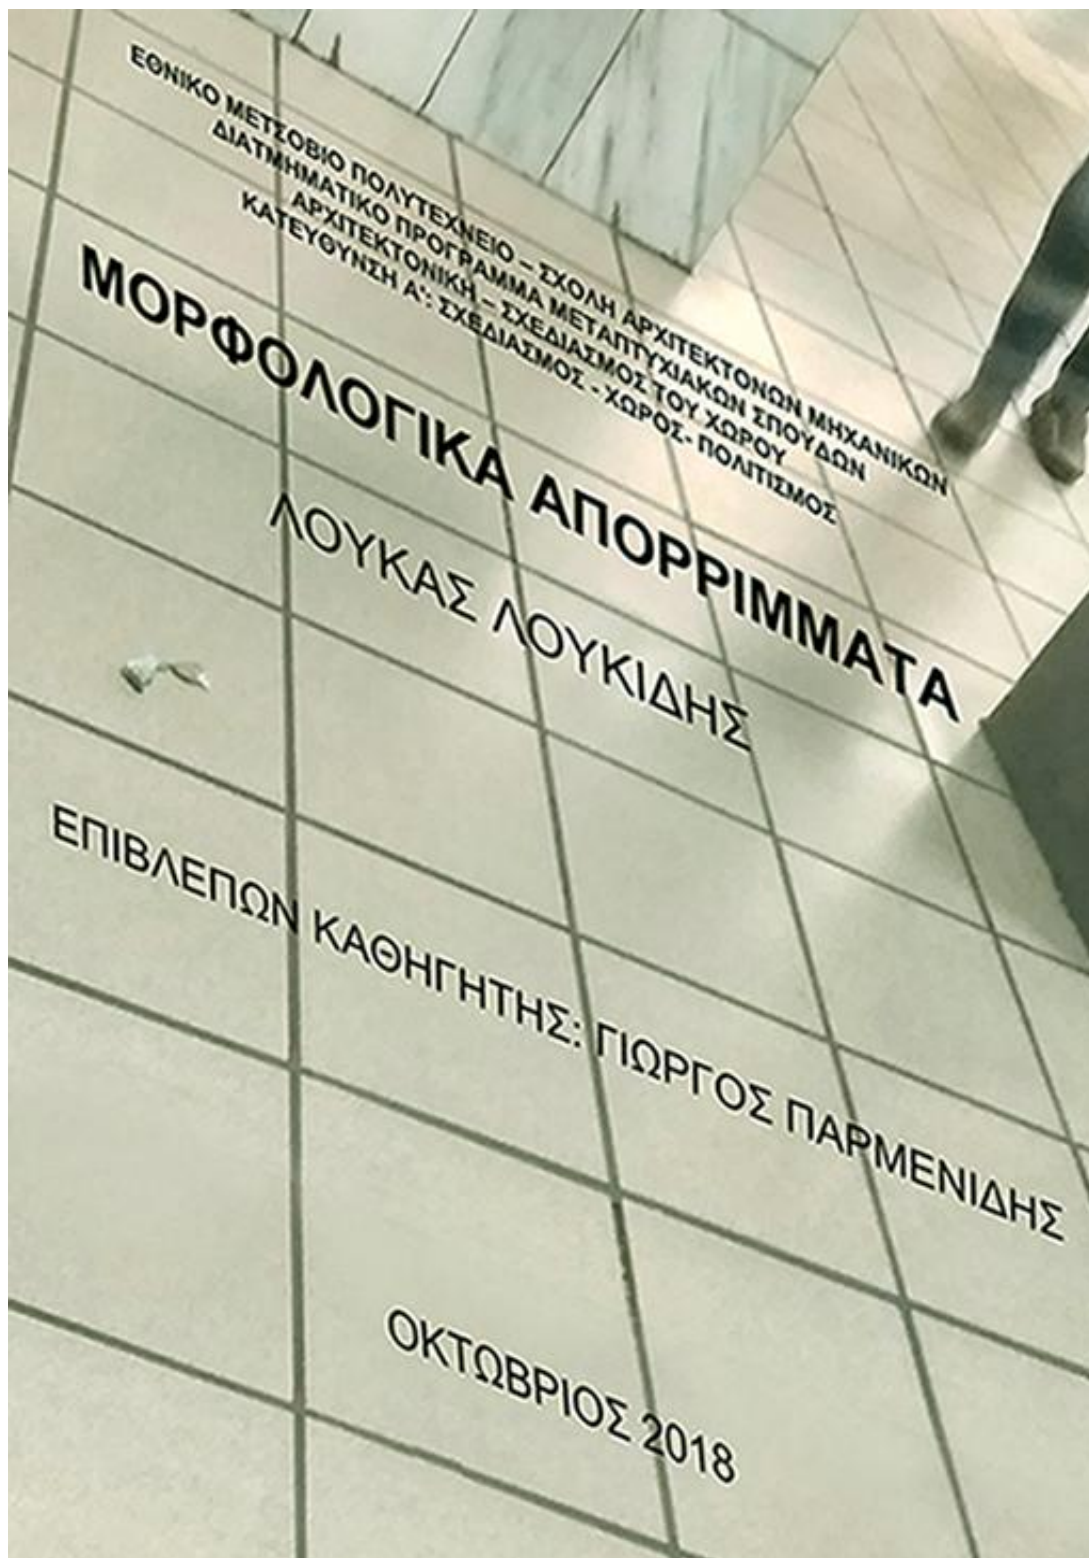 ΕΘΝΙΚΟ ΜΕΤΣΟΒΙΟ ΠΟΛΥΤΕΧΝΕΙΟ – ΣΧΟΛΗ ΑΡΧΙΤΕΚΤΟΝΩΝ ΜΗΧΑΝΙΚΩΝ
ΔΙΑΤΜΗΜΑΤΙΚΟ ΠΡΟΓΡΑΜΜΑ ΜΕΤΑΠΤΥΧΙΑΚΩΝ ΣΠΟΥΔΩΝ
ΑΡΧΙΤΕΚΤΟΝΙΚΗ – ΣΧΕΔΙΑΣΜΟΣ ΤΟΥ ΧΩΡΟΥ
ΚΑΤΕΥΘΥΝΣΗ Α': ΣΧΕΔΙΑΣΜΟΣ - ΧΩΡΟΣ- ΠΟΛΙΤΙΣΜΟΣ
ΜΟΡΦΟΛΟΓΙΚΑ ΑΠΟΡΡΙΜΜΑΤΑ
ΛΟΥΚΑΣ ΛΟΥΚΙΔΗΣ
ΕΠΙΒΛΕΠΩΝ ΚΑΘΗΓΗΤΗΣ: ΓΙΩΡΓΟΣ ΠΑΡΜΕΝΙΔΗΣ
ΟΚΤΩΒΡΙΟΣ 2018